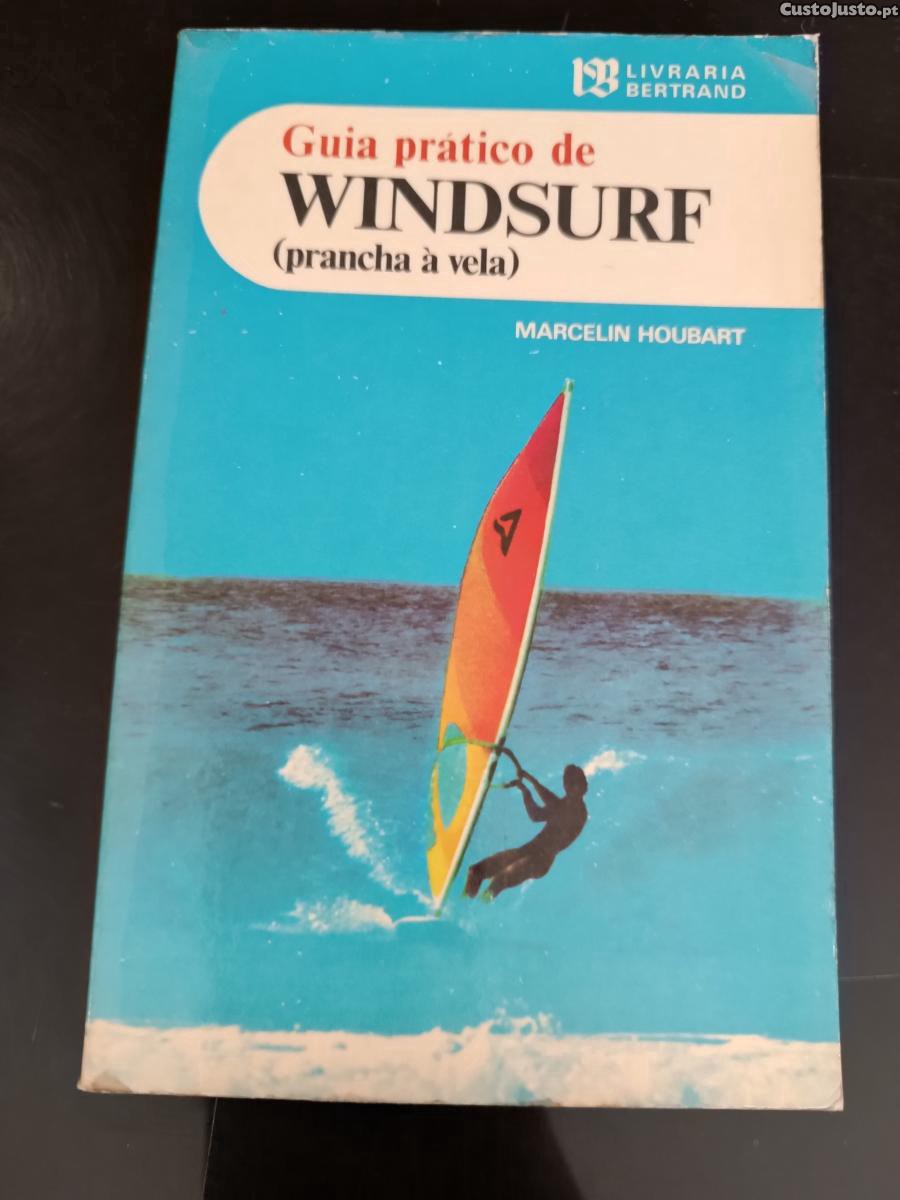 CustoJusto.pt
LIVRARIA
BERTRAND
Guia prático de
WINDSURF
(prancha à vela)
MARCELIN HOUBART